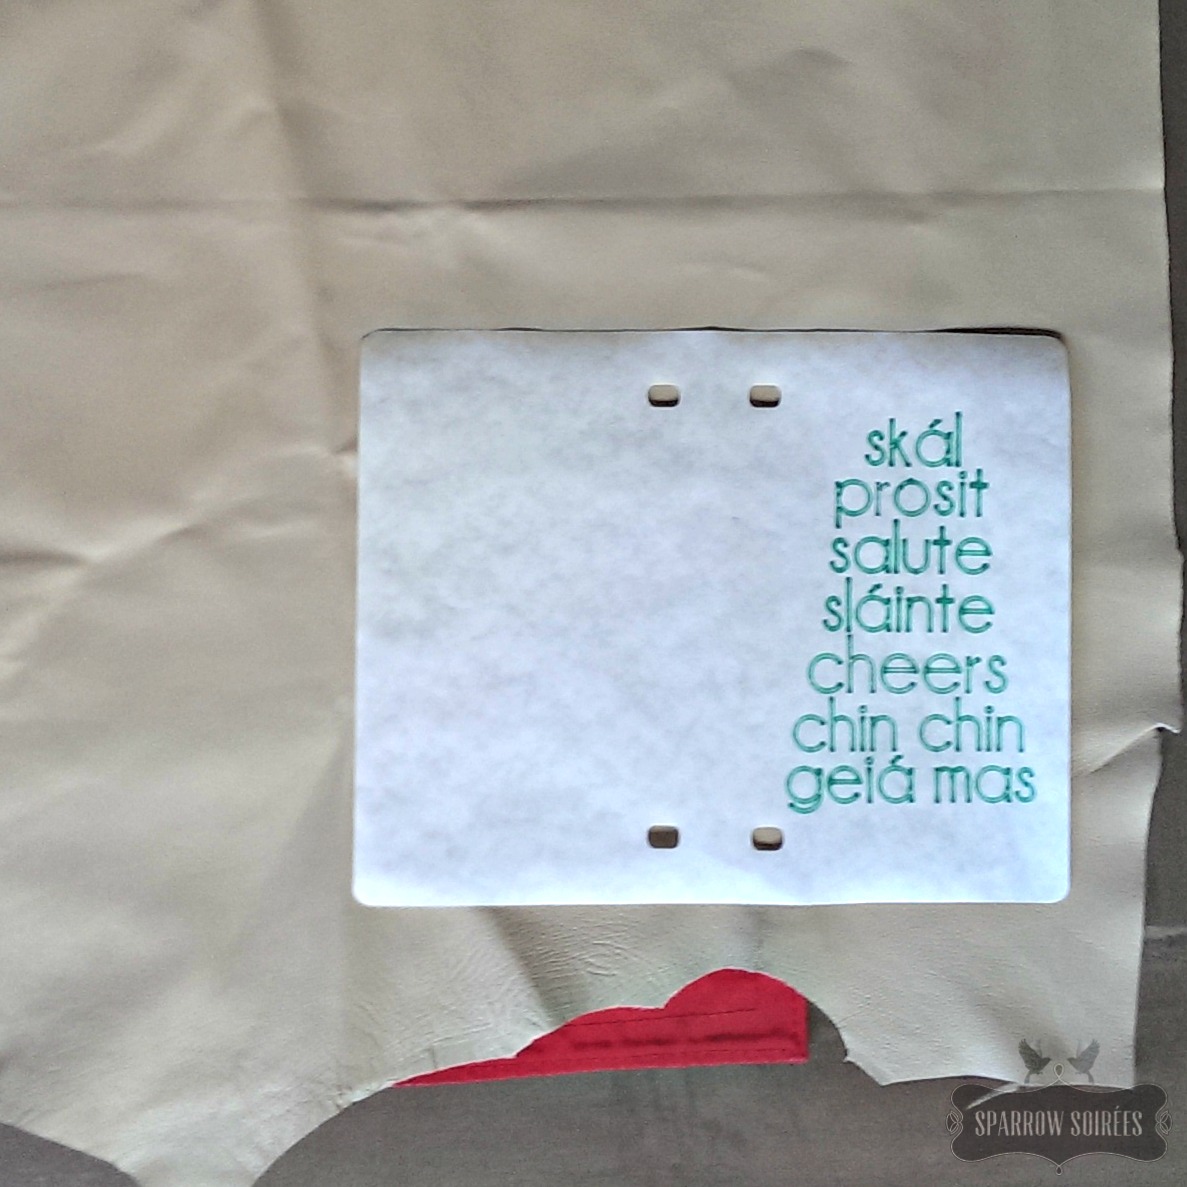 skál
prosit
salute
sláinte
cheers
chin chin
geiá mas
SPARROW SOIRÉES